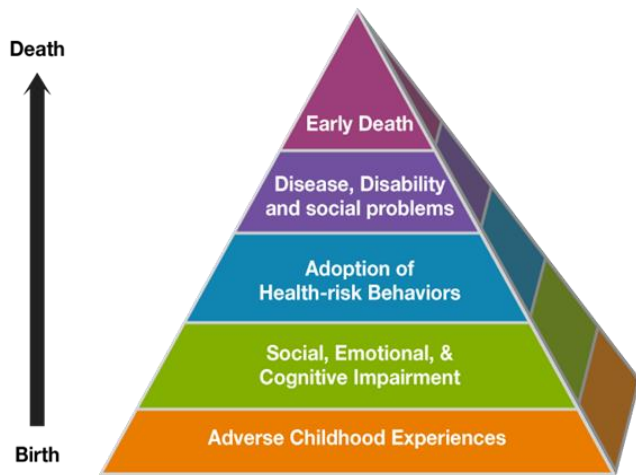 Death
Early Death
Disease, Disability
and social problems
Adoption of
Health-risk Behaviors
Social, Emotional, &
Cognitive Impairment
Adverse Childhood Experiences
Birth